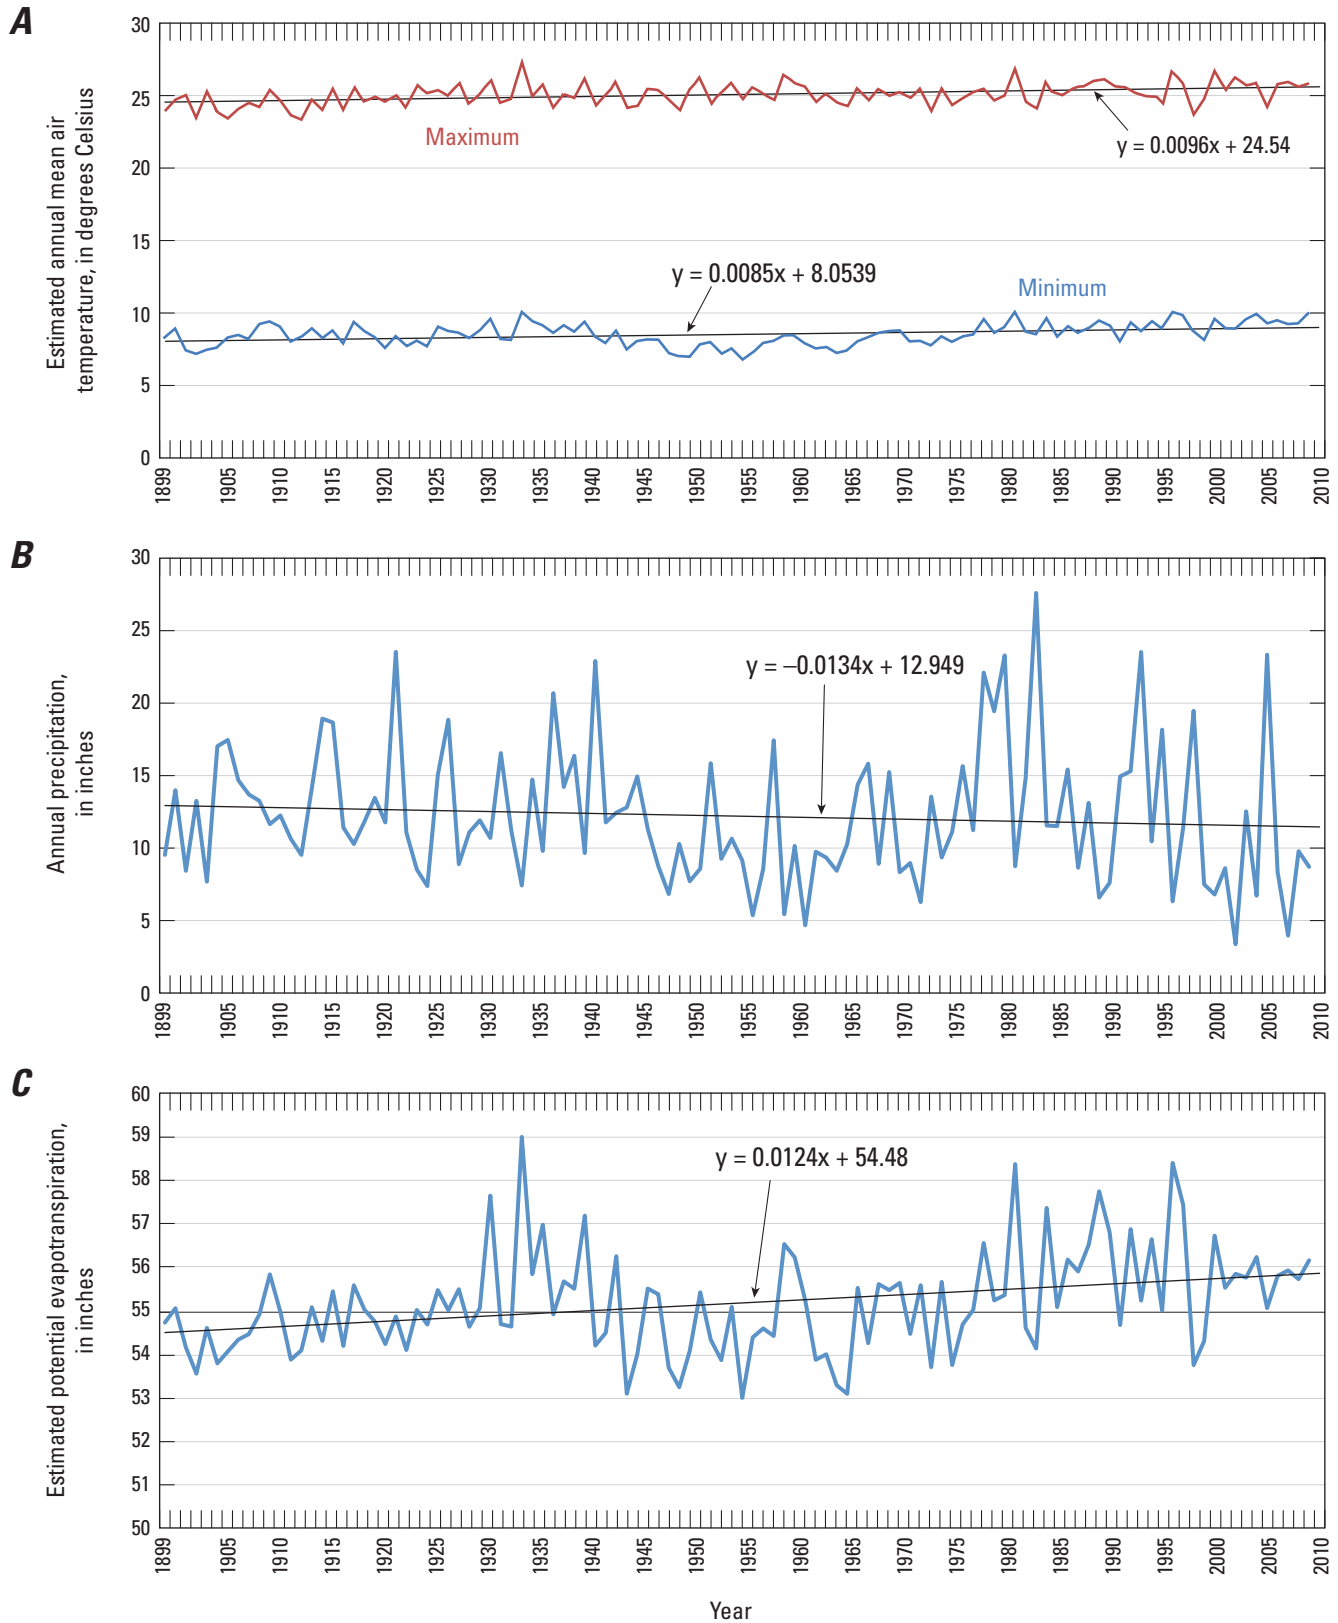 A
Estimated annual mean air
temperature, in degrees Celsius
30
25
20
15
10
5
0
Maximum
y = 0.0096x + 24.54
y = 0.0085x + 8.0539
Minimum
1899 1905 1910 1915 1920 1925 1930 1935 1940 1945 1950 1955 1960 1965 1970 1975 1980 1985 1990 1995 2000 2005 2010
B
Annual precipitation,
in inches
30
25
20
15
10
5
0
y = –0.0134x + 12.949
1899 1905 1910 1915 1920 1925 1930 1935 1940 1945 1950 1955 1960 1965 1970 1975 1980 1985 1990 1995 2000 2005 2010
C
Estimated potential evapotranspiration,
in inches
60
59
58
57
56
55
54
53
52
51
50
y = 0.0124x + 54.48
1899 1905 1910 1915 1920 1925 1930 1935 1940 1945 1950 1955 1960 1965 1970 1975 1980 1985 1990 1995 2000 2005 2010
Year